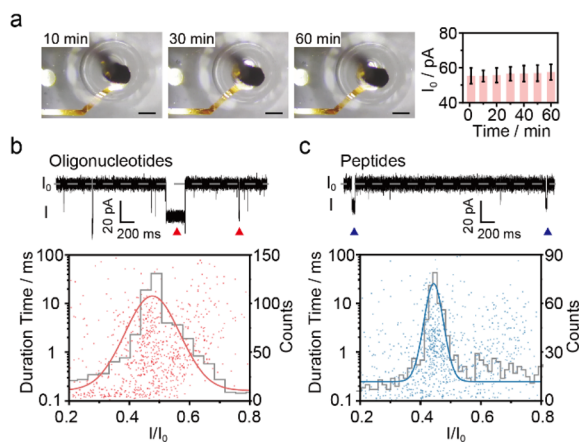 a
10 min
30 min
60 min
I0 / pA
80
60
40
0 10 20 30 40 50 60
Time / min
b
Oligonucleotides
I0
I
20 pA
200 ms
Duration Time / ms
100
10
1
0.1
150
100
50
0
Counts
0.2 0.4 0.6 0.8
I/I0
c
Peptides
I0
I
20 pA
200 ms
Duration Time / ms
100
10
1
0.1
90
60
30
0
Counts
0.2 0.4 0.6 0.8
I/I0